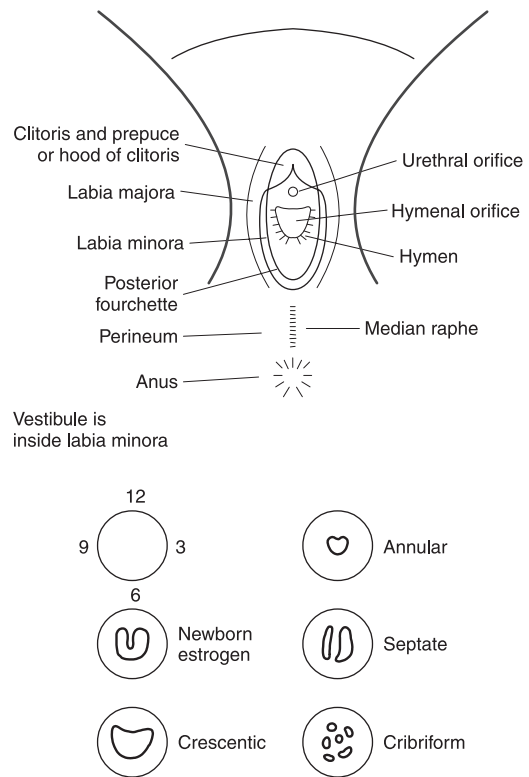 Clitoris and prepuce
or hood of clitoris
Urethral orifice
Labia majora
Hymenal orifice
Labia minora
Hymen
Posterior
fourchette
Median raphe
Perineum
Anus
Vestibule is
inside labia minora
12
9
3
6
Annular
Newborn
estrogen
Septate
Crescentic
Cribriform